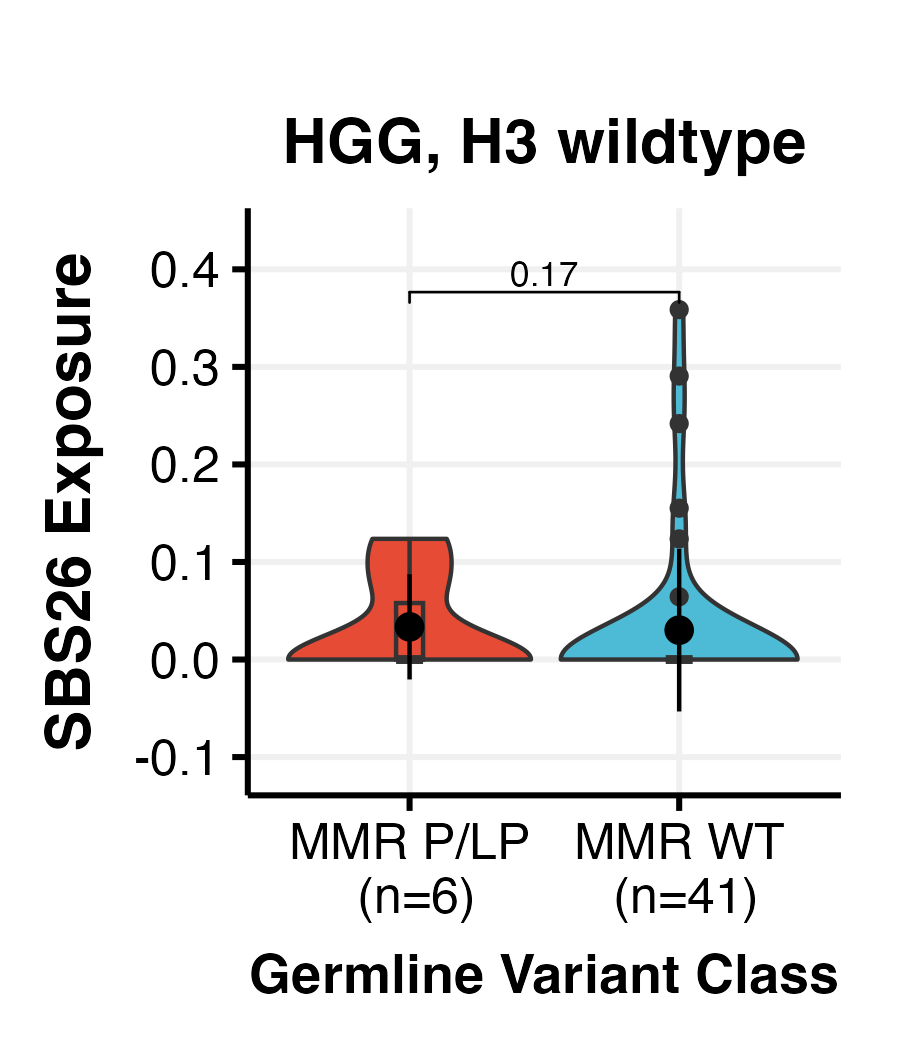 HGG, H3 wildtype
SBS26 Exposure
0.4
0.3
0.2
0.1
0.0
-0.1
0.17
MMR P/LP
(n=6)
MMR WT
(n=41)
Germline Variant Class